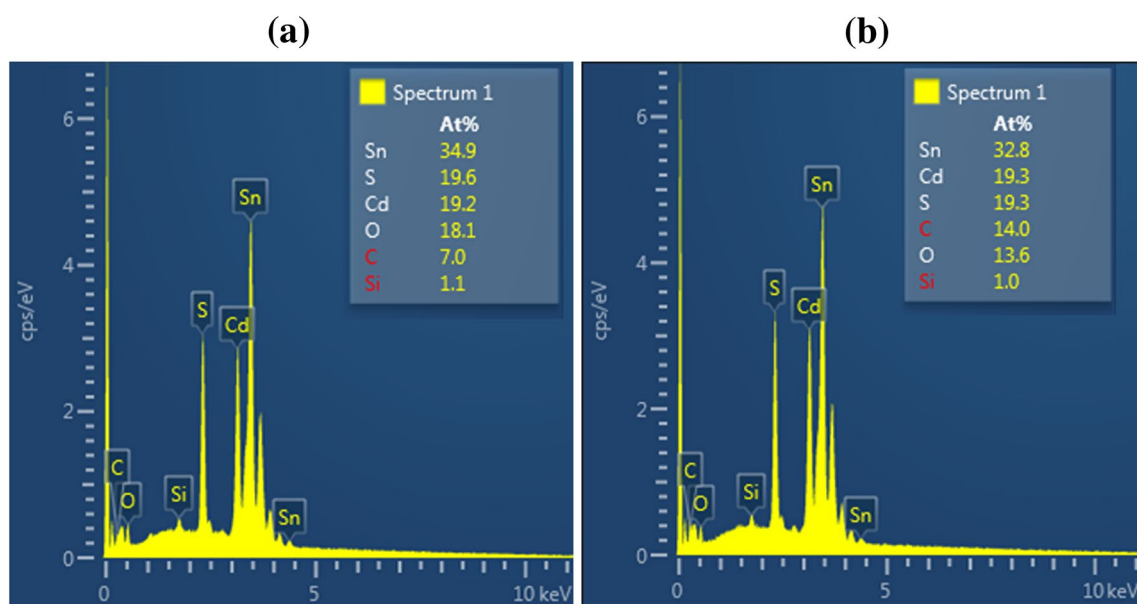 (a)
Spectrum 1
At%
Sn 34.9
S 19.6
Cd 19.2
O 18.1
C 7.0
Si 1.1
6
4
2
0
cps/eV
Sn
S
Cd
C
O
Si
Sn
0
5
10 keV
(b)
Spectrum 1
At%
Sn 32.8
Cd 19.3
S 19.3
C 14.0
O 13.6
Si 1.0
6
4
2
0
cps/eV
Sn
S
Cd
C
O
Si
Sn
0
5
10 keV